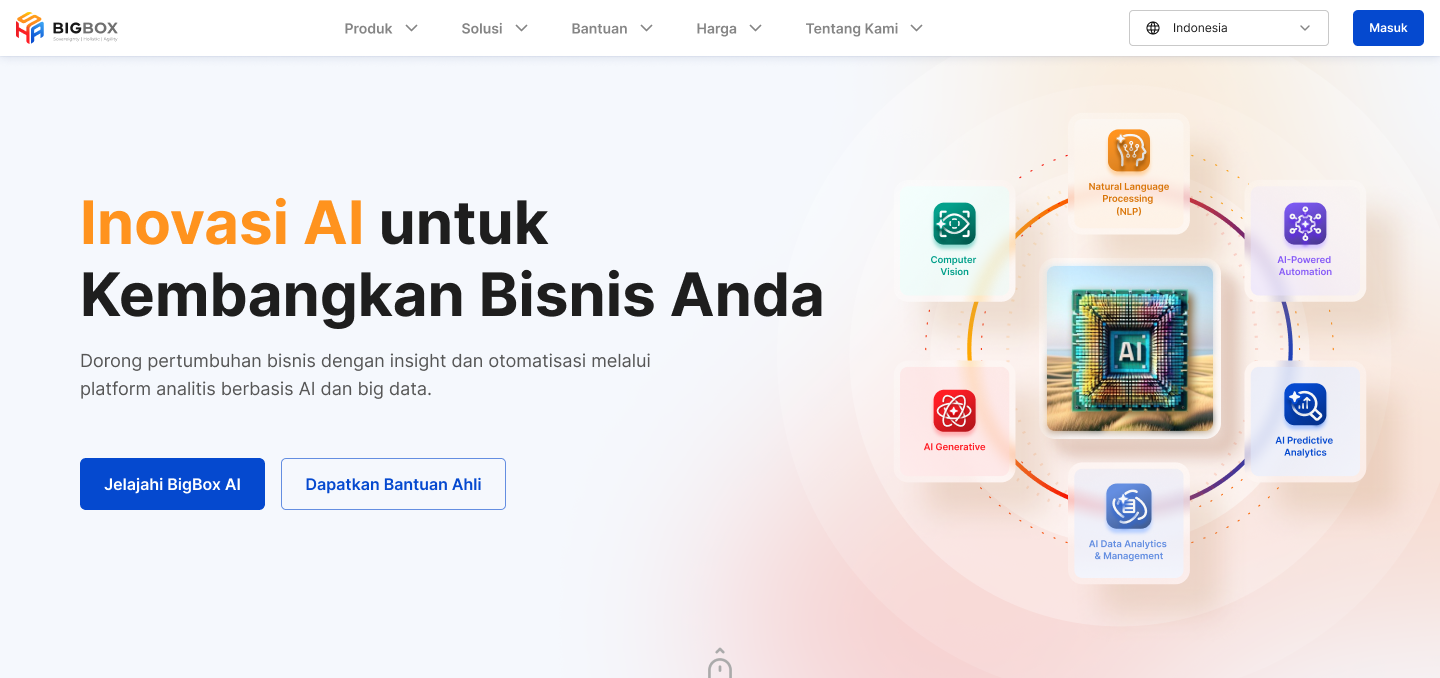 BIGBOX
Produk
Solusi
Bantuan
Harga
Tentang Kami
Indonesia
Masuk
Inovasi AI untuk
Kembangkan Bisnis Anda
Dorong pertumbuhan bisnis dengan insight dan otomatisasi melalui
platform analitis berbasis AI dan big data.
Jelajahi BigBox AI
Dapatkan Bantuan Ahli
Natural Language
Processing
(NLP)
Computer
Vision
AI-Powered
Automation
AI
AI Generative
AI Predictive
Analytics
AI Data Analytics
& Management